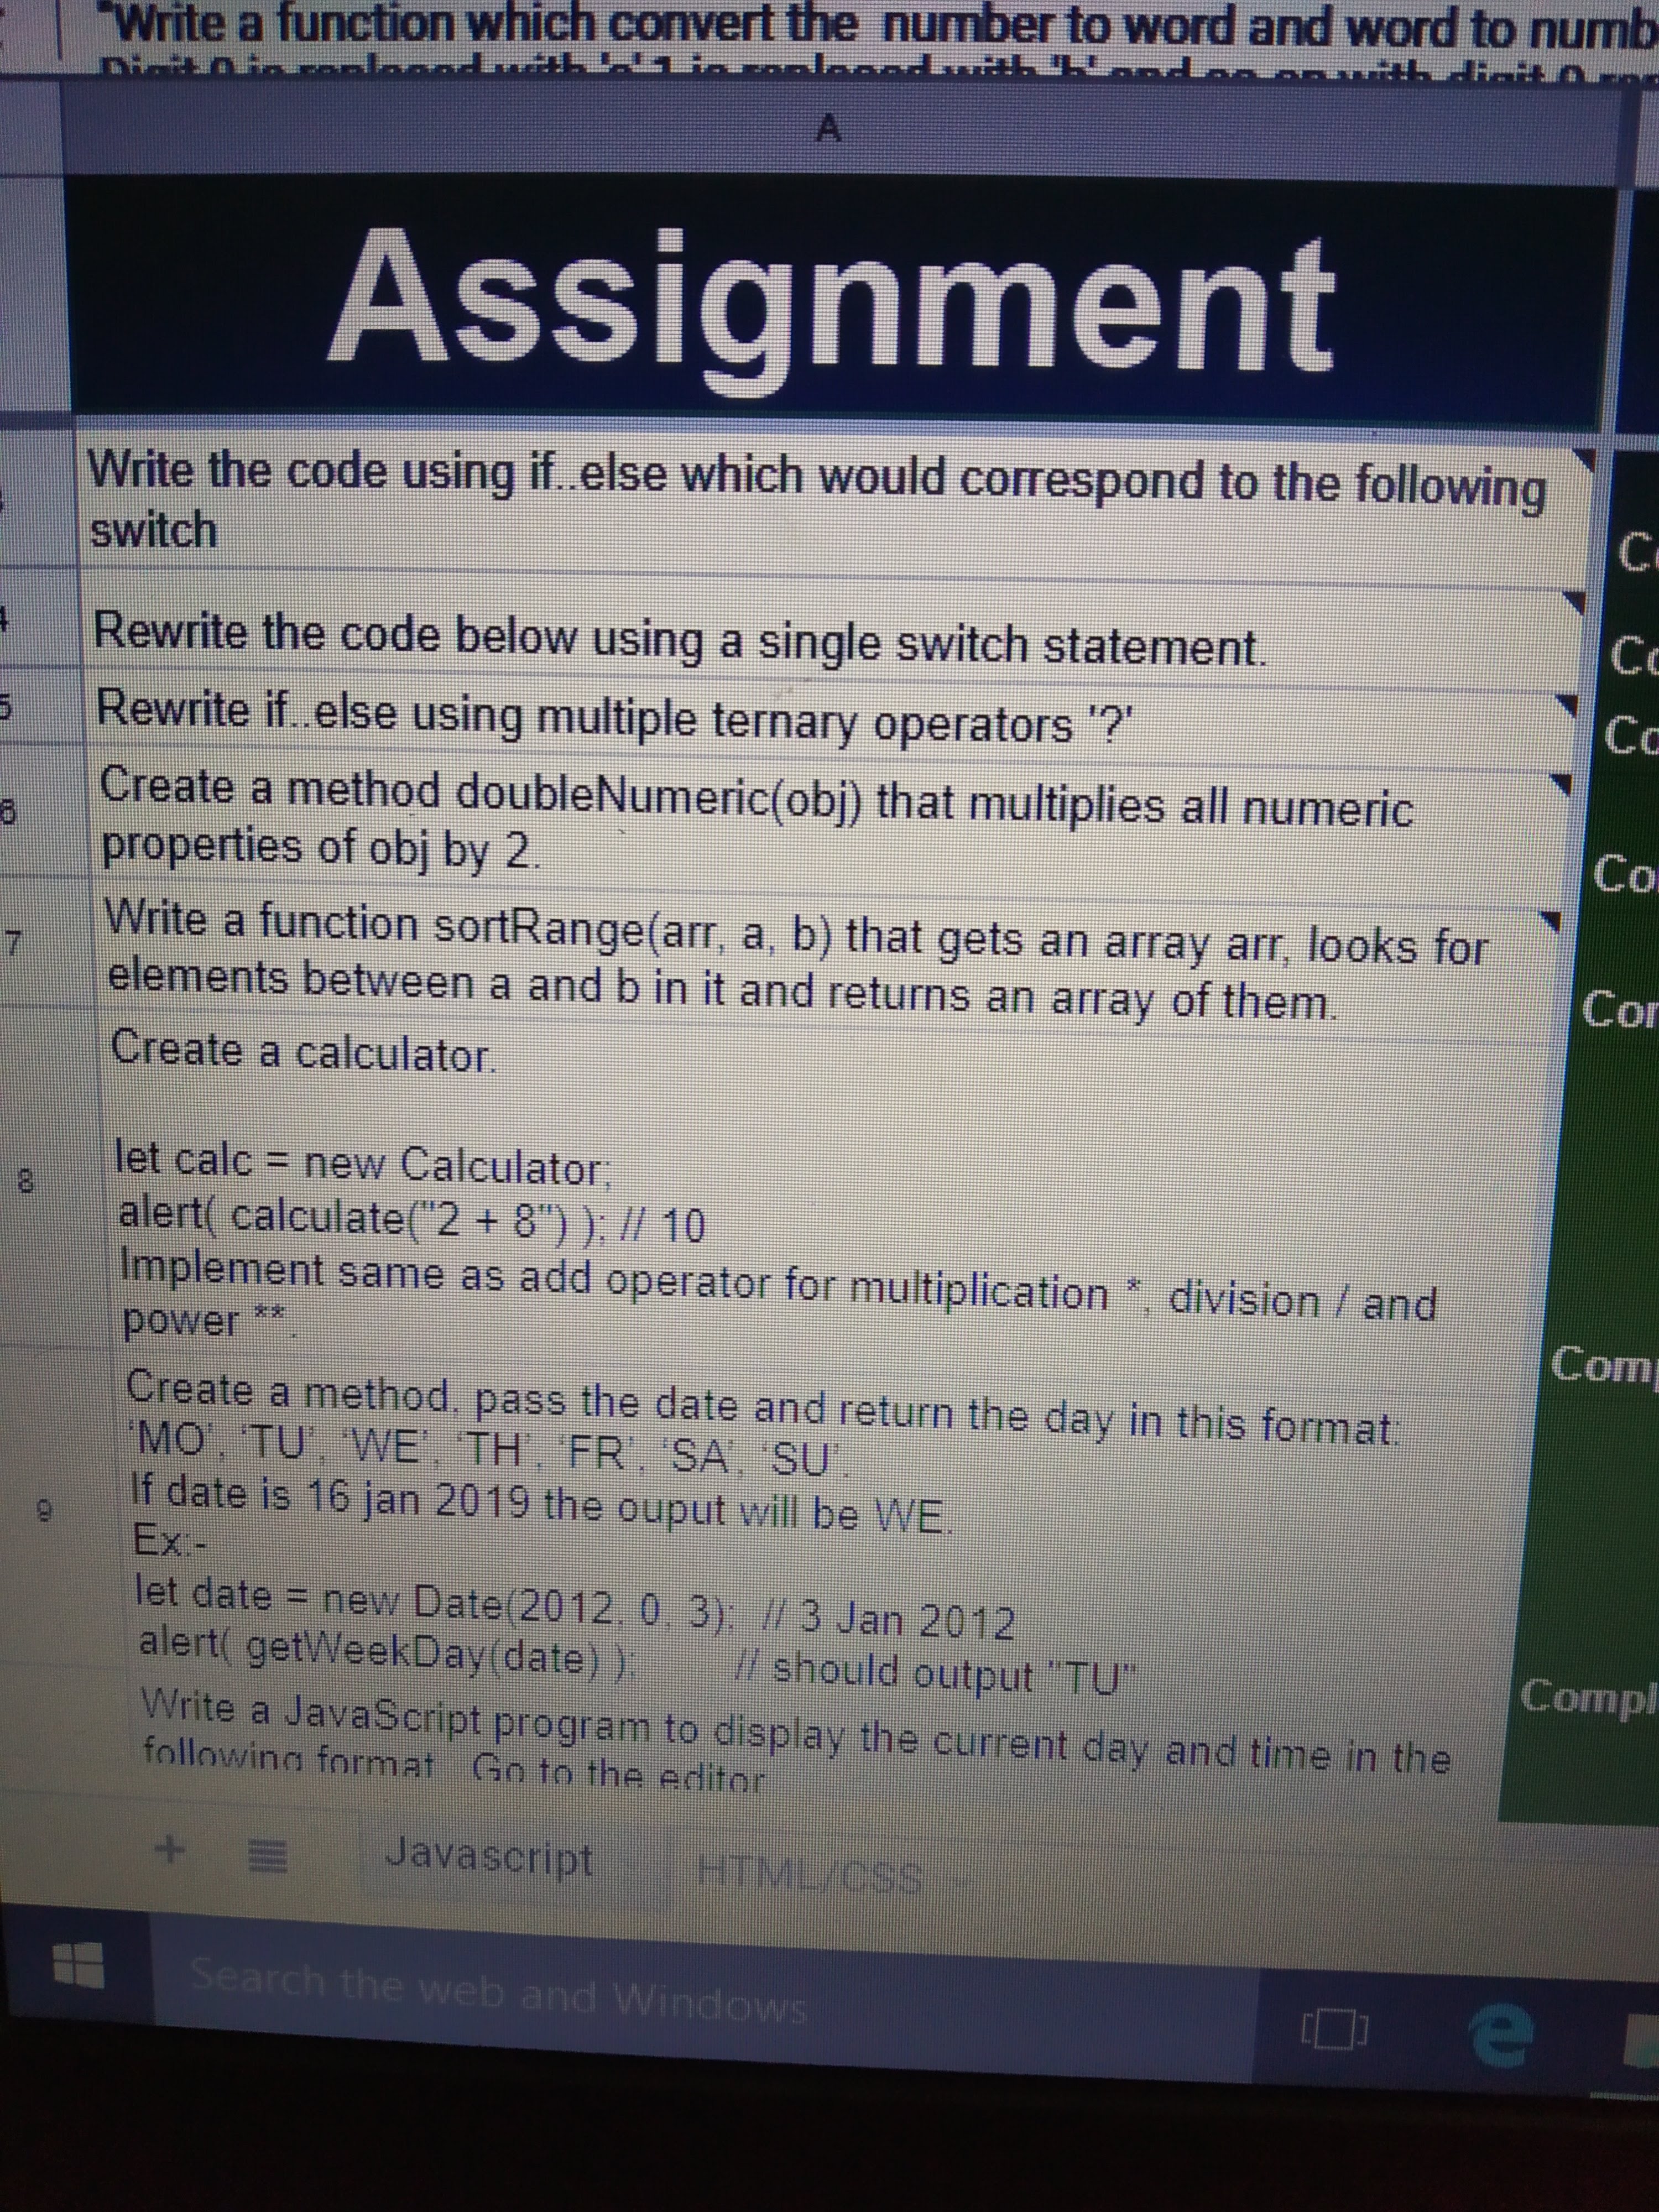 "Write a function which convert the number to word and word to numb
A
Assignment
Write the code using if..else which would correspond to the following
switch
4
Rewrite the code below using a single switch statement.
5
Rewrite if..else using multiple ternary operators '?'
6
Create a method doubleNumeric(obj) that multiplies all numeric
properties of obj by 2.
7
Write a function sortRange(arr, a, b) that gets an array arr, looks for
elements between a and b in it and returns an array of them.
8
Create a calculator.
let calc = new Calculator;
alert( calculate("2 + 8") ); // 10
Implement same as add operator for multiplication *, division / and
power **.
9
Create a method, pass the date and return the day in this format:
'MO', 'TU', 'WE', 'TH', 'FR', 'SA', 'SU'.
If date is 16 jan 2019 the ouput will be WE.
Ex:-
let date = new Date(2012, 0, 3); // 3 Jan 2012
alert( getWeekDay(date) ); // should output "TU"
Write a JavaScript program to display the current day and time in the
following format Go to the editor
Co
Co
Co
Cor
Comp
Compl
+
Javascript
HTML/CSS
Search the web and Windows